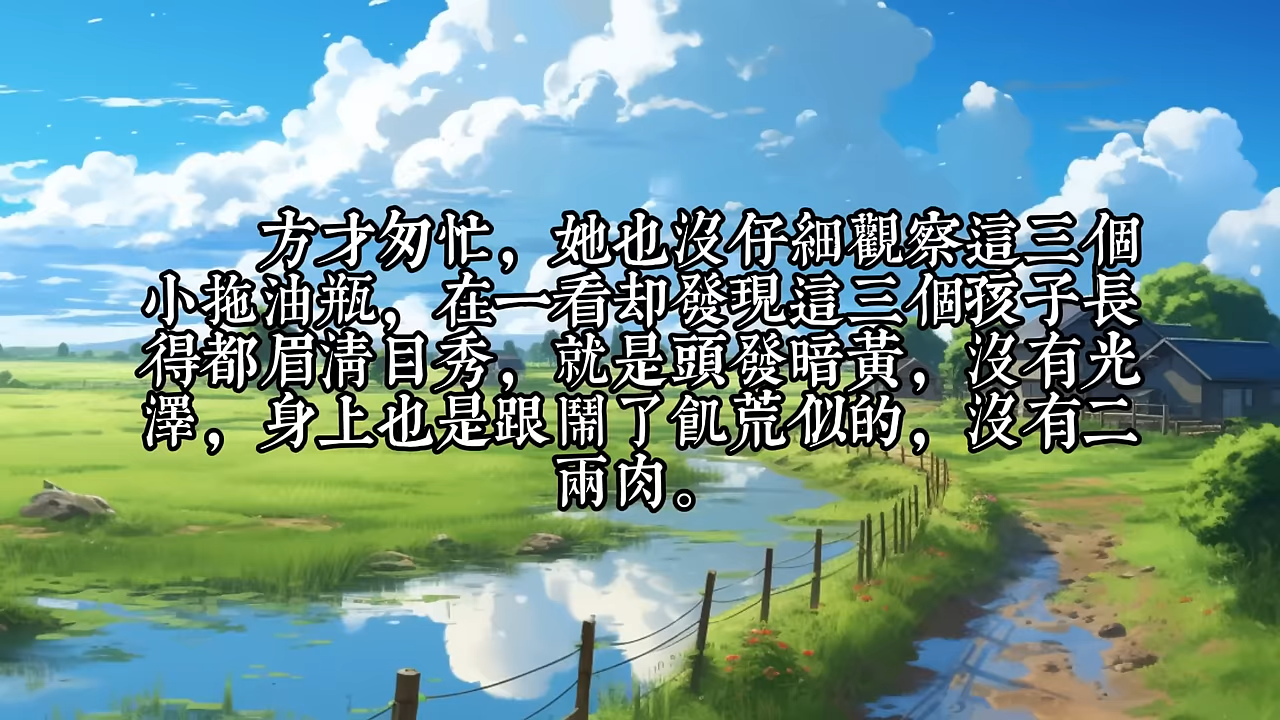 方才匆忙，她也沒仔細觀察這三個
小拖油瓶，在一看却發現這三個孩子長
得都眉清目秀，就是頭發暗黃，沒有光
澤，身上也是跟鬧了飢荒似的，沒有二
兩肉。